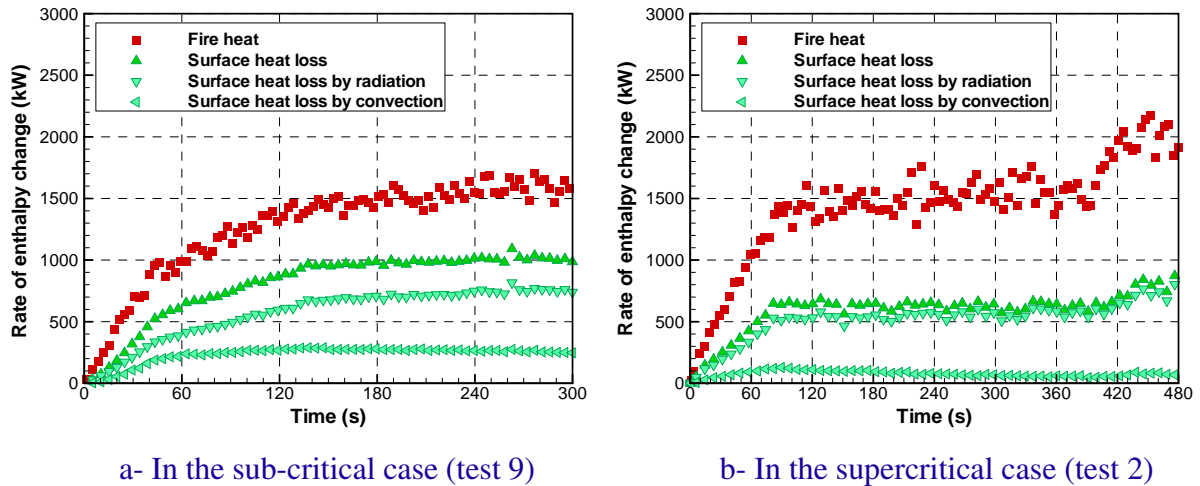 Rate of enthalpy change (kW)
3000
2500
2000
1500
1000
500
0
Fire heat
Surface heat loss
Surface heat loss by radiation
Surface heat loss by convection
0 60 120 180 240 300
Time (s)
a- In the sub-critical case (test 9)
Rate of enthalpy change (kW)
3000
2500
2000
1500
1000
500
0
Fire heat
Surface heat loss
Surface heat loss by radiation
Surface heat loss by convection
0 60 120 180 240 300 360 420 480
Time (s)
b- In the supercritical case (test 2)